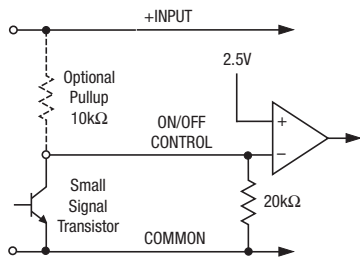 +INPUT
Optional
Pullup
10kΩ
2.5V
ON/OFF
CONTROL
+
−
Small
Signal
Transistor
20kΩ
COMMON